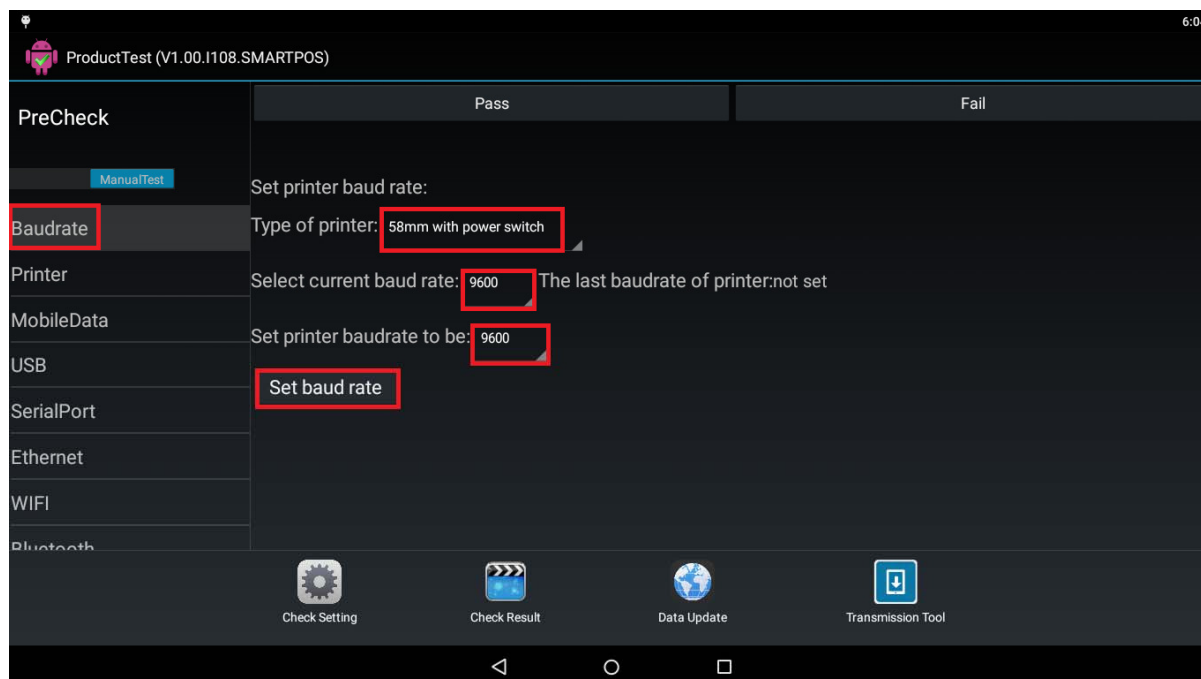 6:04
ProductTest (V1.00.I108.SMARTPOS)
PreCheck
Pass
Fail
ManualTest
Baudrate
Printer
MobileData
USB
SerialPort
Ethernet
WIFI
Bluetooth
Set printer baud rate:
Type of printer: 58mm with power switch
Select current baud rate: 9600 The last baudrate of printer:not set
Set printer baudrate to be: 9600
Set baud rate
Check Setting
Check Result
Data Update
Transmission Tool